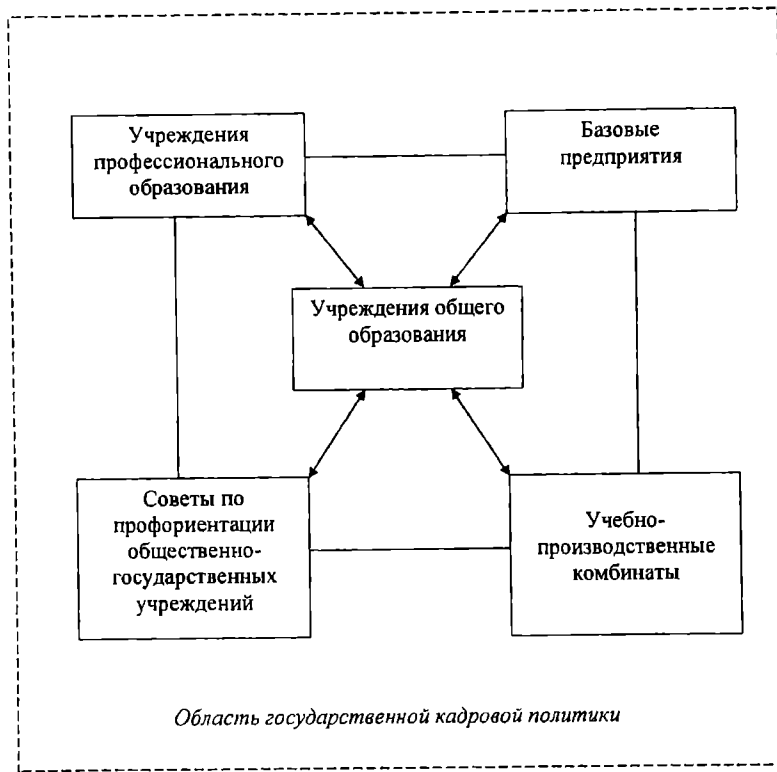 Учреждения
профессионального
образования
Базовые
предприятия
Учреждения общего
образования
Советы по
профориентации
общественно-
государственных
учреждений
Учебно-
производственные
комбинаты
Область государственной кадровой политики